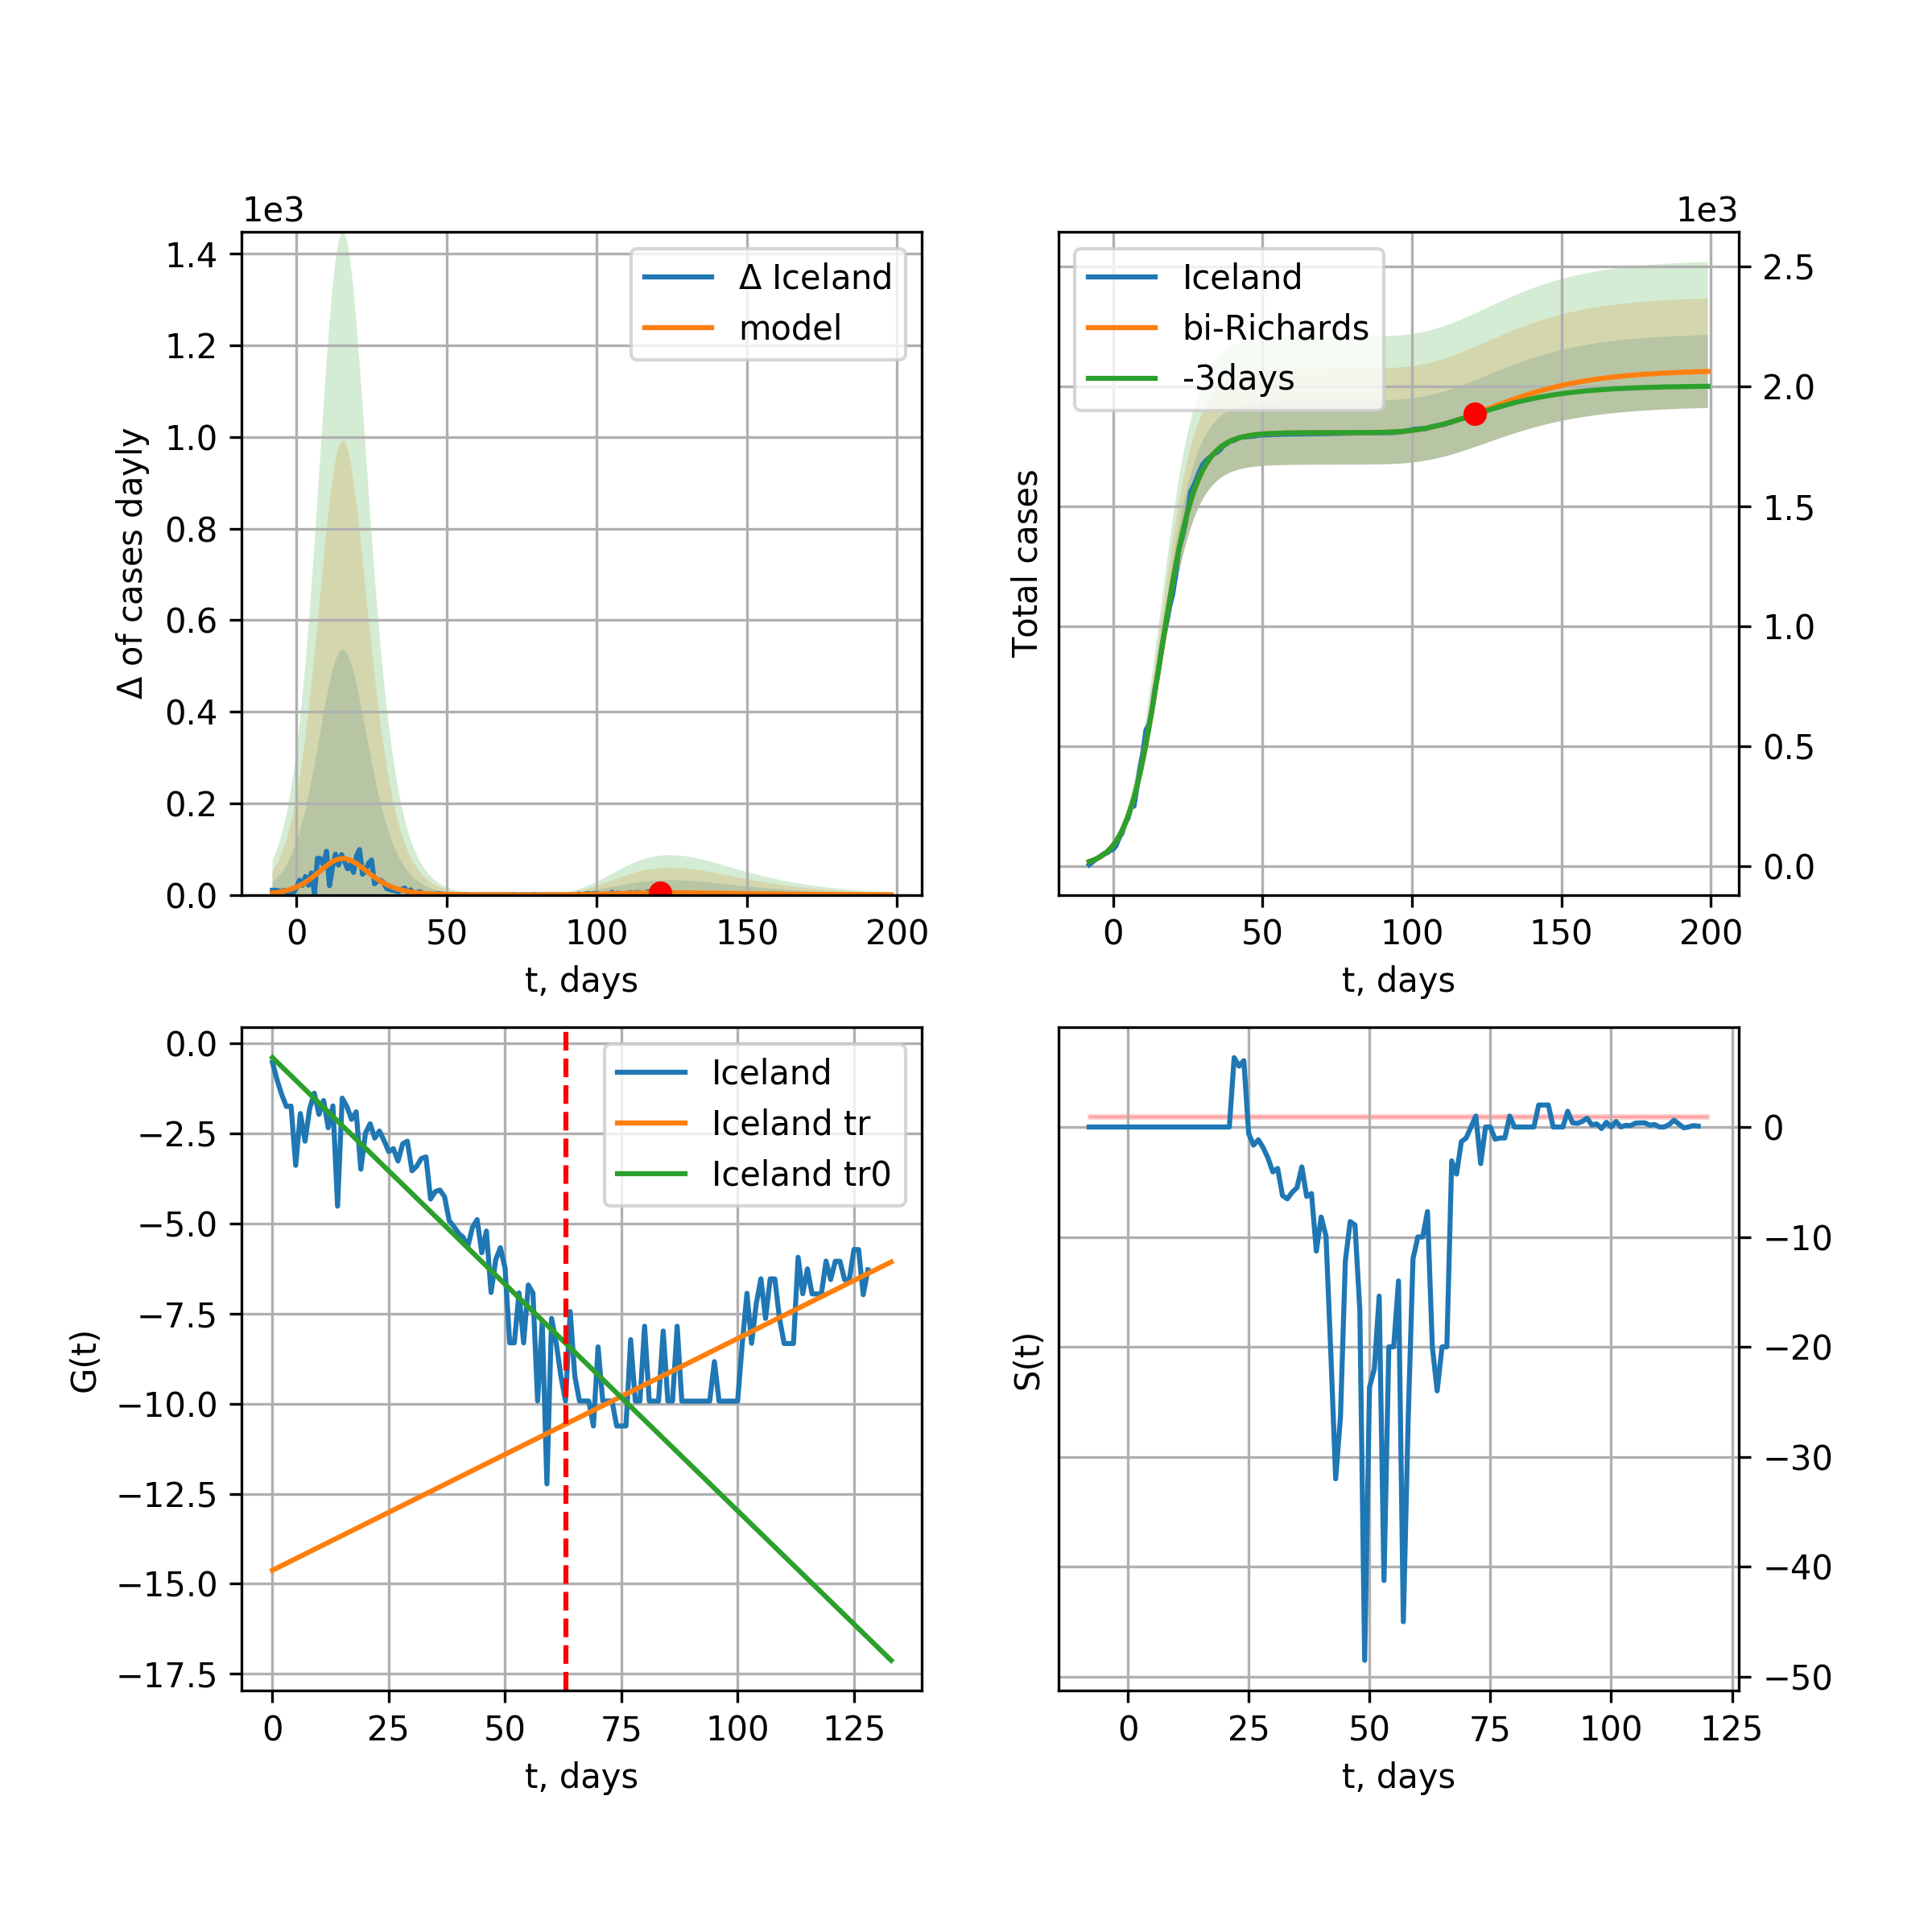 1e3
1.4
1.2
1.0
0.8
0.6
0.4
0.2
0.0
Δ of cases dayly
Δ Iceland
model
0 50 100 150 200
t, days
1e3
2.5
2.0
1.5
1.0
0.5
0.0
Total cases
Iceland
bi-Richards
-3days
0 50 100 150 200
t, days
0.0
−2.5
−5.0
−7.5
−10.0
−12.5
−15.0
−17.5
G(t)
Iceland
Iceland tr
Iceland tr0
0 25 50 75 100 125
t, days
0
−10
−20
−30
−40
−50
S(t)
0 25 50 75 100 125
t, days